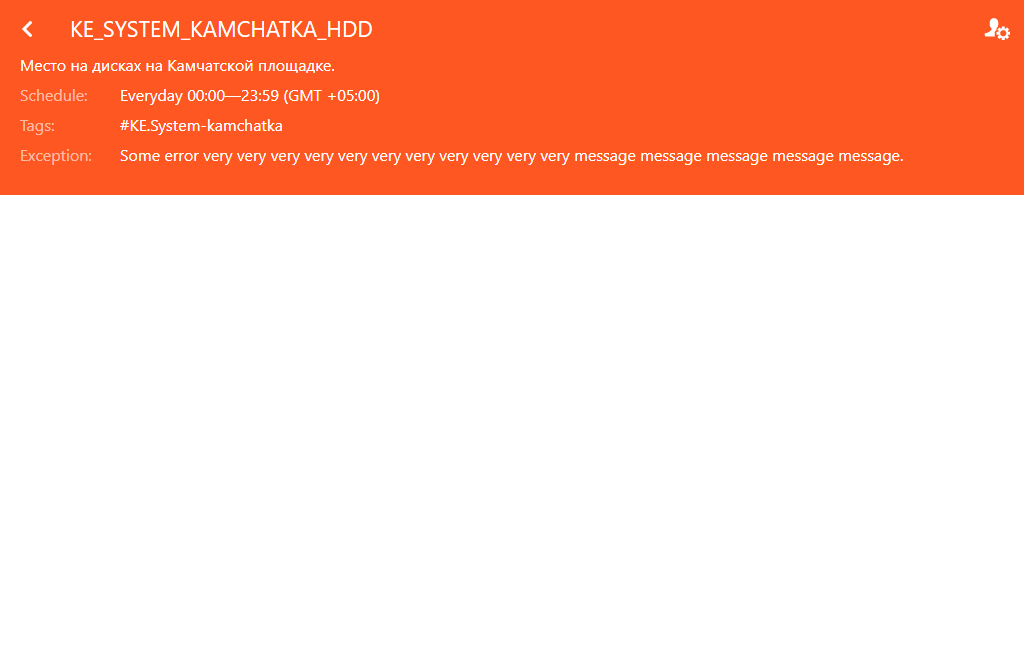 KE_SYSTEM_KAMCHATKA_HDD
Место на дисках на Камчатской площадке.
Schedule: Everyday 00:00—23:59 (GMT +05:00)
Tags: #KE.System-kamchatka
Exception: Some error very very very very very very very very very very very message message message message message.